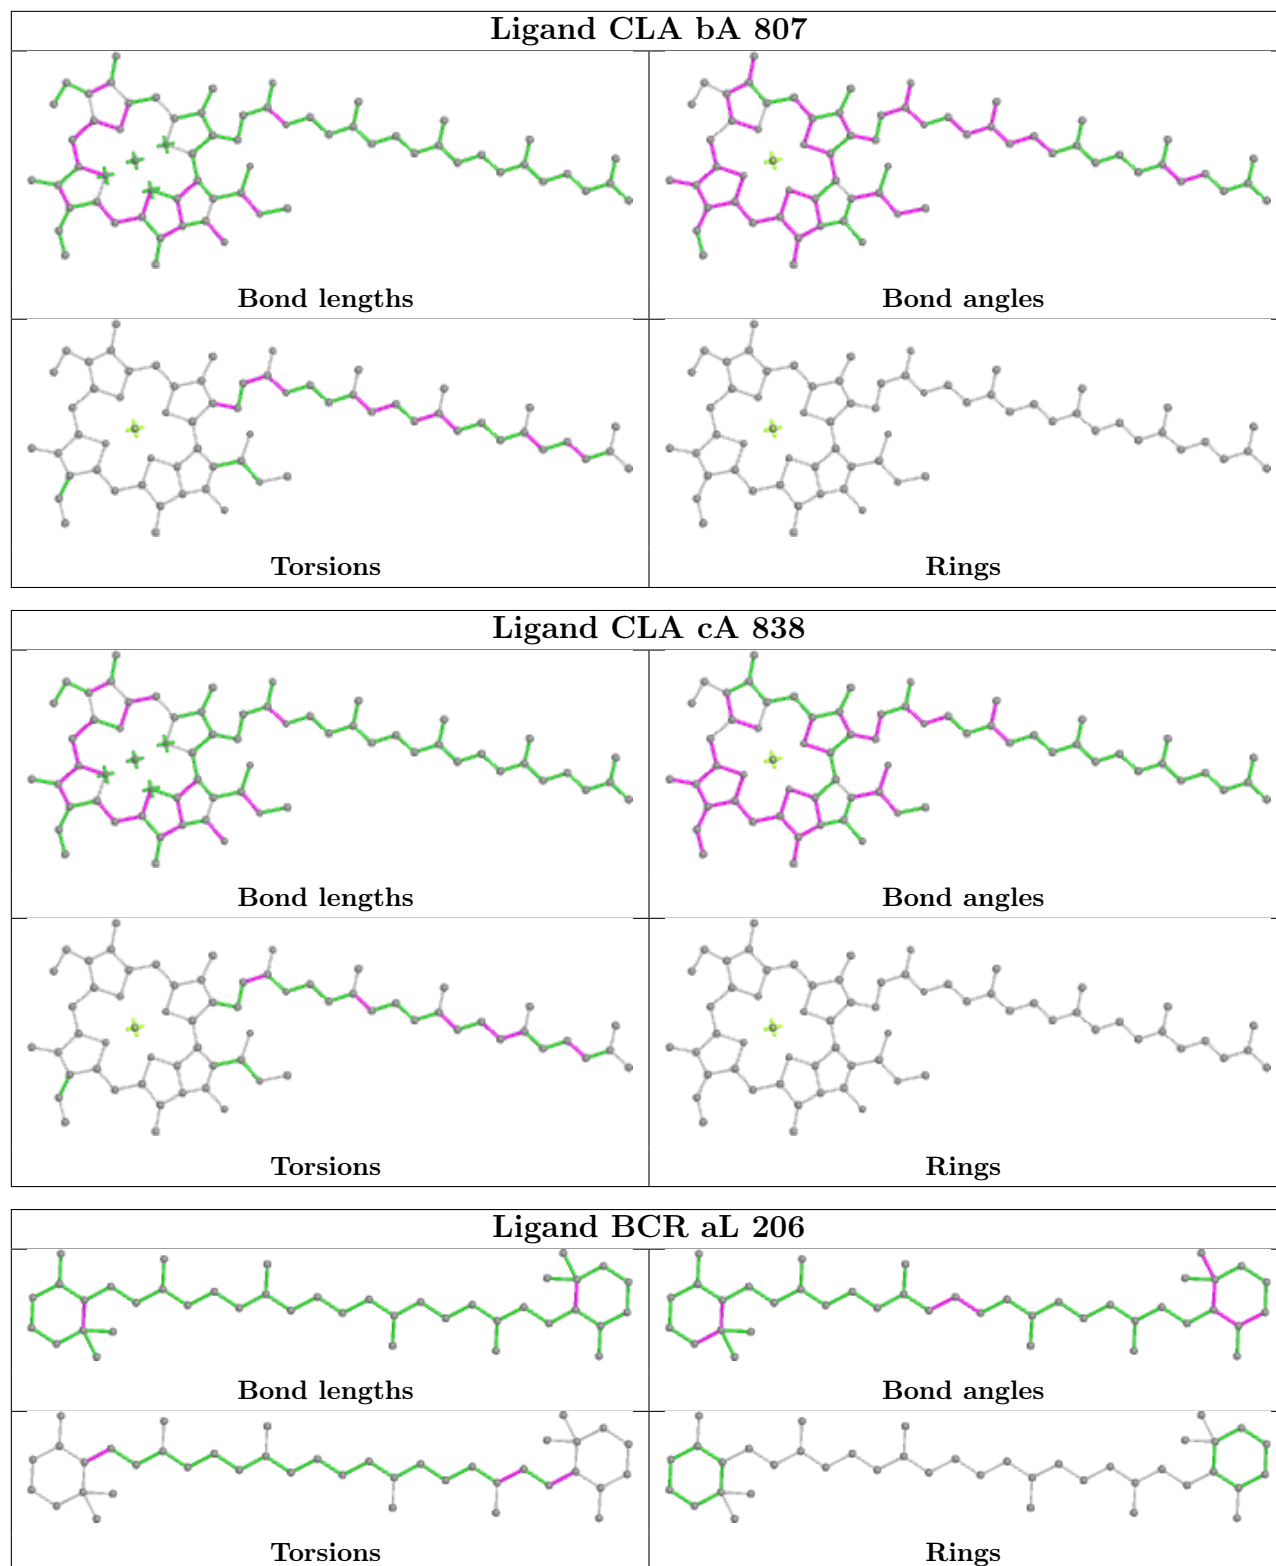 Ligand CLA bA 807
Bond lengths
Bond angles
Torsions
Rings
Ligand CLA cA 838
Bond lengths
Bond angles
Torsions
Rings
Ligand BCR aL 206
Bond lengths
Bond angles
Torsions
Rings